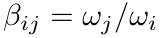 β_{ij} = ω_j/ω_i